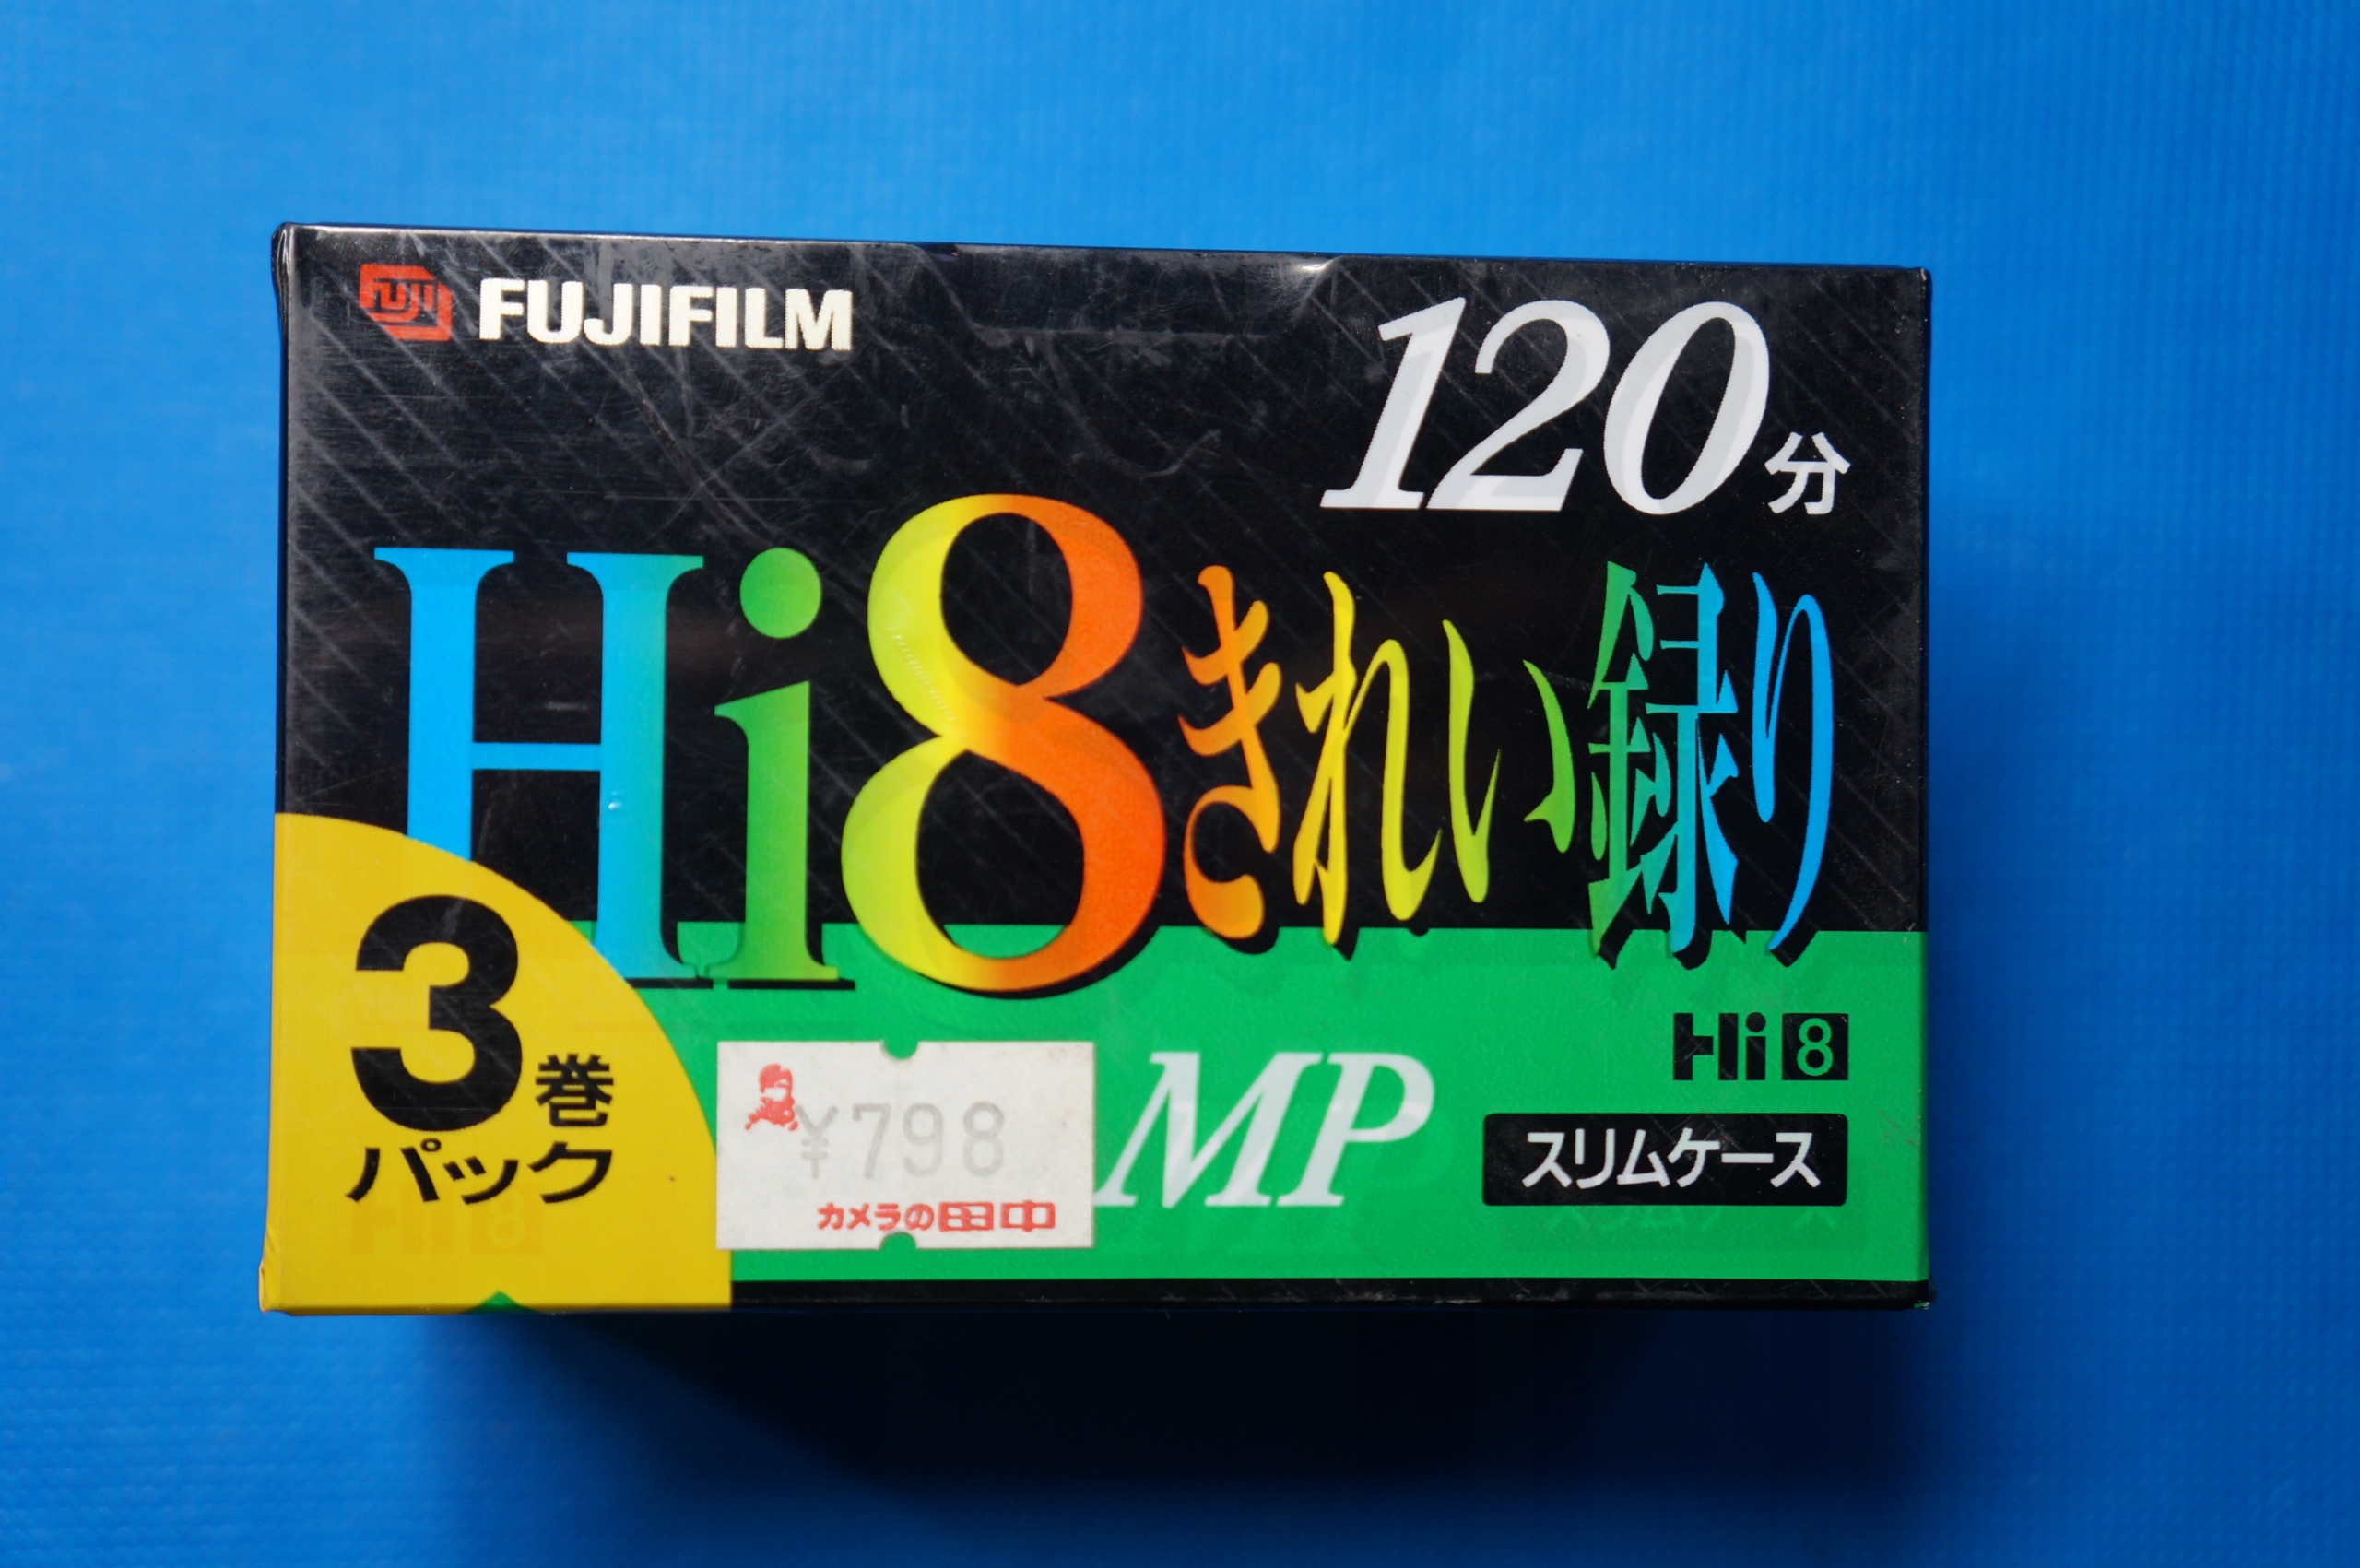 FUJI FUJIFILM
120分
Hi8きれい録り
3巻
パック
¥798
カメラの田中
MP
Hi8
スリムケース